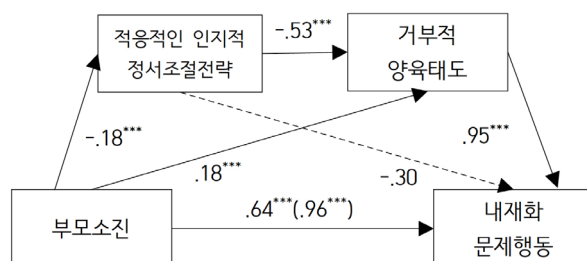 적응적인 인지적
정서조절전략
-.53***
거부적
양육태도
-.18***
.18***
-.30
.95***
부모소진
.64***(.96***)
내재화
문제행동